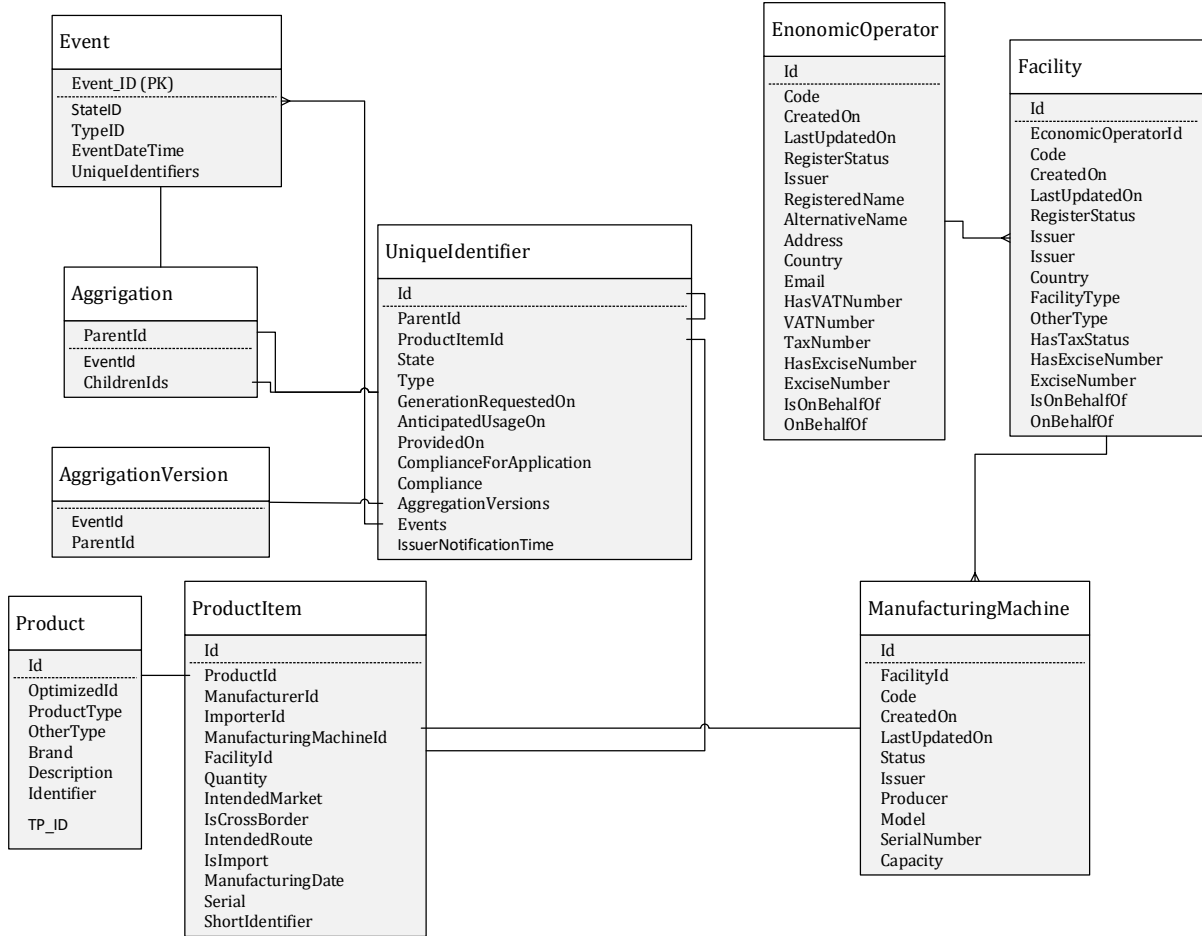 Event
Event_ID (PK)
StateID
TypeID
EventDateTime
UniqueIdentifiers
EnonomicOperator
Id
Code
CreatedOn
LastUpdatedOn
RegisterStatus
Issuer
RegisteredName
AlternativeName
Address
Country
Email
HasVATNumber
VATNumber
TaxNumber
HasExciseNumber
ExciseNumber
IsOnBehalfOf
OnBehalfOf
Facility
Id
EconomicOperatorId
Code
CreatedOn
LastUpdatedOn
RegisterStatus
Issuer
Issuer
Country
FacilityType
OtherType
HasTaxStatus
HasExciseNumber
ExciseNumber
IsOnBehalfOf
OnBehalfOf
Aggrigation
ParentId
EventId
ChildrenIds
UniqueIdentifier
Id
ParentId
ProductItemId
State
Type
GenerationRequestedOn
AnticipatedUsageOn
ProvidedOn
ComplianceForApplication
Compliance
AggregationVersions
Events
IssuerNotificationTime
AggrigationVersion
EventId
ParentId
Product
Id
OptimizedId
ProductType
OtherType
Brand
Description
Identifier
TP_ID
ProductItem
Id
ProductId
ManufacturerId
ImporterId
ManufacturingMachineId
FacilityId
Quantity
IntendedMarket
IsCrossBorder
IntendedRoute
IsImport
ManufacturingDate
Serial
ShortIdentifier
ManufacturingMachine
Id
FacilityId
Code
CreatedOn
LastUpdatedOn
Status
Issuer
Producer
Model
SerialNumber
Capacity